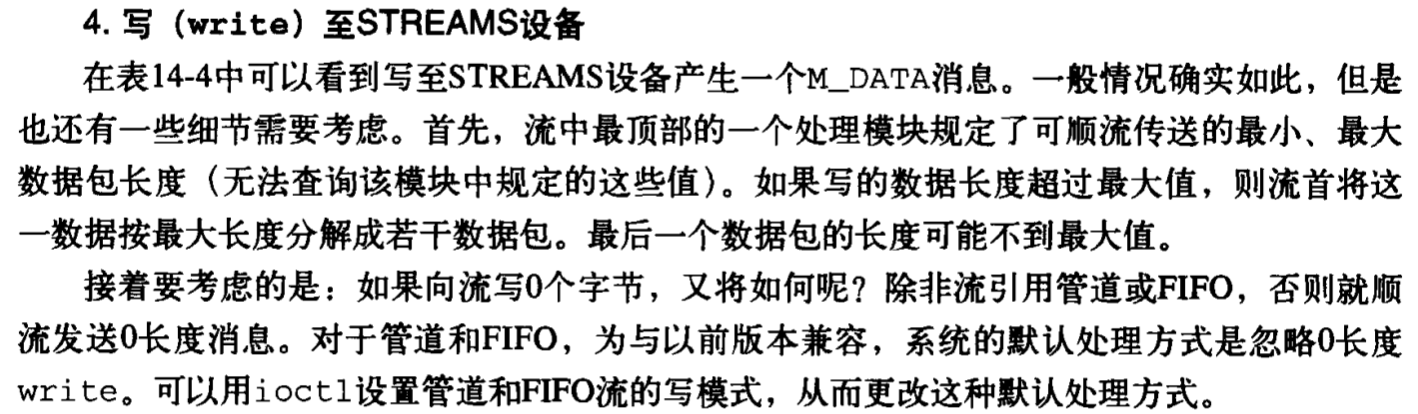 4. 写（write）至STREAMS设备
在表14-4中可以看到写至STREAMS设备产生一个M_DATA消息。一般情况确实如此，但是
也还有一些细节需要考虑。首先，流中最顶部的一个处理模块规定了可顺流传送的最小、最大
数据包长度（无法查询该模块中规定的这些值）。如果写的数据长度超过最大值，则流首将这
一数据按最大长度分解成若干数据包。最后一个数据包的长度可能不到最大值。
接着要考虑的是：如果向流写0个字节，又将如何呢？除非流引用管道或FIFO，否则就顺
流发送0长度消息。对于管道和FIFO，为与以前版本兼容，系统的默认处理方式是忽略0长度
write。可以用ioctl设置管道和FIFO流的写模式，从而更改这种默认处理方式。